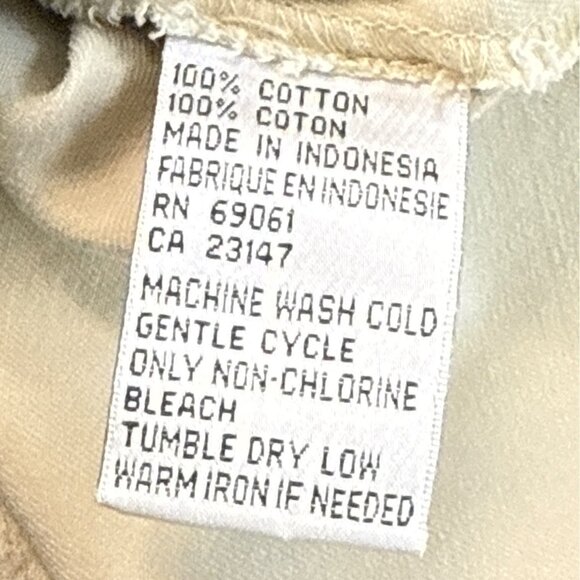 100% COTTON
100% COTON
MADE IN INDONESIA
FABRIQUE EN INDONESIE
RN 69061
CA 23147
MACHINE WASH COLD
GENTLE CYCLE
ONLY NON-CHLORINE
BLEACH
TUMBLE DRY LOW
WARM IRON IF NEEDED